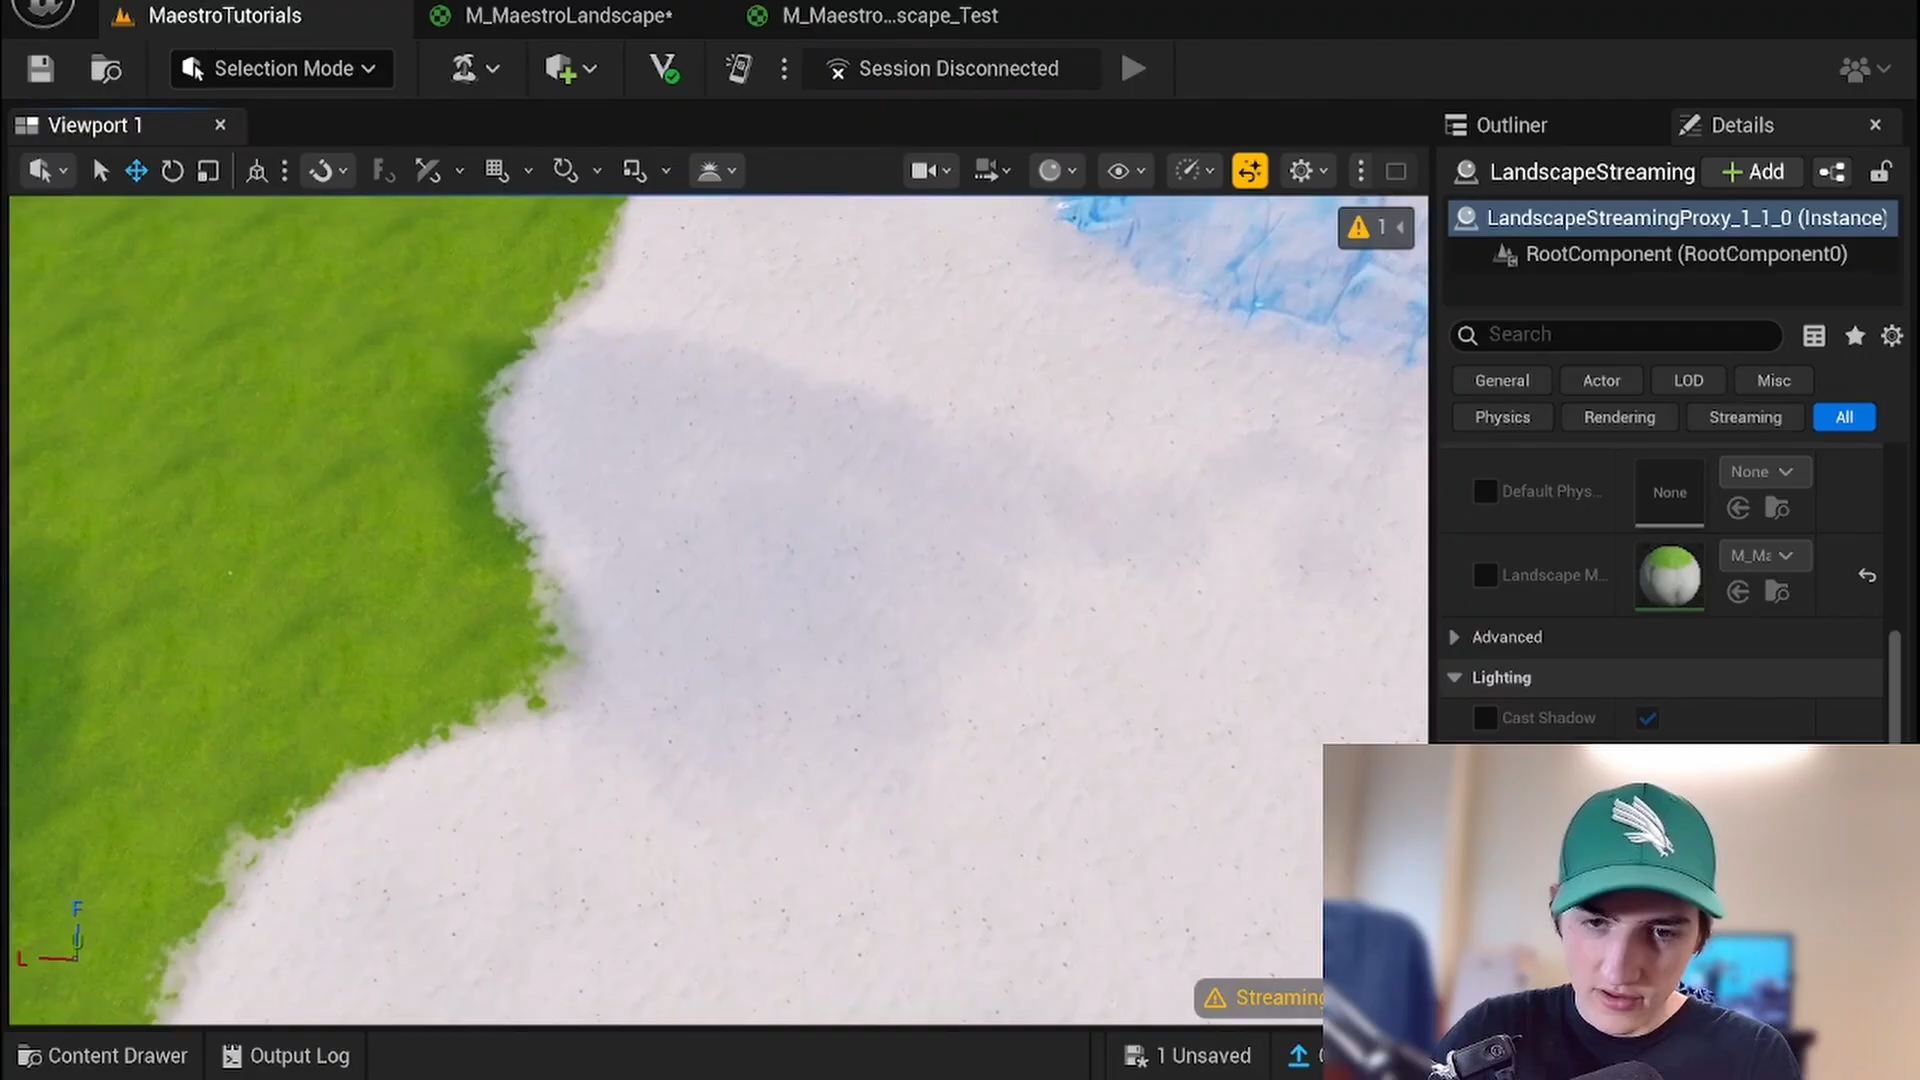 MaestroTutorials
M_MaestroLandscape*
M_Maestro...scape_Test
Selection Mode
Session Disconnected
Viewport 1
Outliner
Details
LandscapeStreaming
Add
1
LandscapeStreamingProxy_1_1_0 (Instance)
RootComponent (RootComponent0)
Search
General
Actor
LOD
Misc
Physics
Rendering
Streaming
All
Default Phys...
None
None
Landscape M...
M_Ma
Advanced
Lighting
Cast Shadow
F
L
Streaming
Content Drawer
Output Log
1 Unsaved